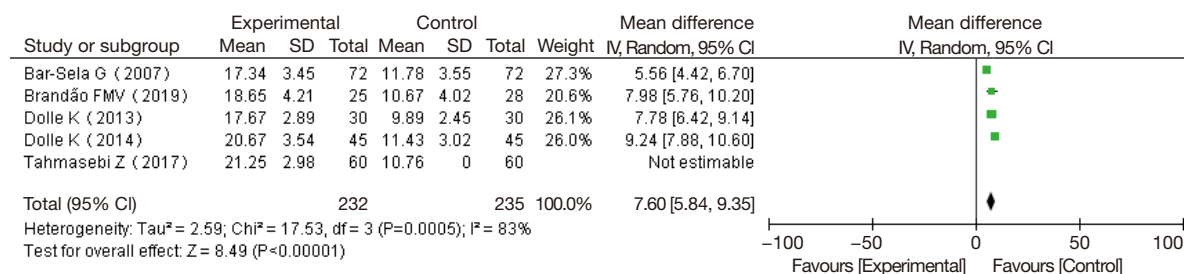 Experimental Control Mean difference Mean difference
Study or subgroup Mean SD Total Mean SD Total Weight IV, Random, 95% CI IV, Random, 95% CI
Bar-Sela G (2007) 17.34 3.45 72 11.78 3.55 72 27.3% 5.56 [4.42, 6.70]
Brandão FMV (2019) 18.65 4.21 25 10.67 4.02 28 20.6% 7.98 [5.76, 10.20]
Dolle K (2013) 17.67 2.89 30 9.89 2.45 30 26.1% 7.78 [6.42, 9.14]
Dolle K (2014) 20.67 3.54 45 11.43 3.02 45 26.0% 9.24 [7.88, 10.60]
Tahmasebi Z (2017) 21.25 2.98 60 10.76 0 60 Not estimable
Total (95% CI) 232 235 100.0% 7.60 [5.84, 9.35]
Heterogeneity: Tau² = 2.59; Chi² = 17.53, df = 3 (P=0.0005); I² = 83%
Test for overall effect: Z = 8.49 (P<0.00001)
−100 −50 0 50 100
Favours [Experimental] Favours [Control]